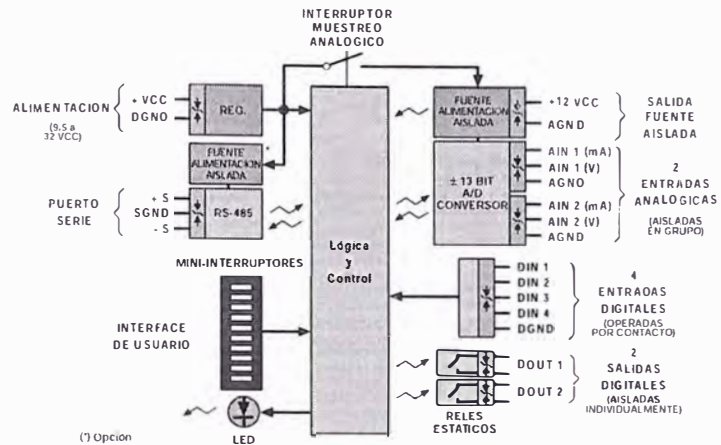 INTERRUPTOR
MUESTREO
ANALOGICO
ALIMENTACION
(9,5 a
32 VCC)
+ VCC
DGNO
REG.
FUENTE
ALIMENTACION
AISLADA
*
PUERTO
SERIE
+ S
SGND
- S
RS-485
MINI-INTERRUPTORES
INTERFACE
DE USUARIO
LED
(*) Opción
Lógica
y
Control
FUENTE
ALIMENTACION
AISLADA
+12 VCC
AGND
SALIDA
FUENTE
AISLADA
±13 BIT
A/D
CONVERSOR
AIN 1 (mA)
AIN 1 (V)
AGNO
AIN 2 (mA)
AIN 2 (V)
AGND
2
ENTRADAS
ANALOGICAS
(AISLADAS
EN GRUPO)
DIN 1
DIN 2
DIN 3
DIN 4
DGND
4
ENTRAOAS
DIGITALES
(OPERADAS
POR CONTACTO)
DOUT 1
DOUT 2
RELES
ESTATICOS
2
SALIDAS
DIGITALES
(AISLADAS
INDIVIDUALMENTE)